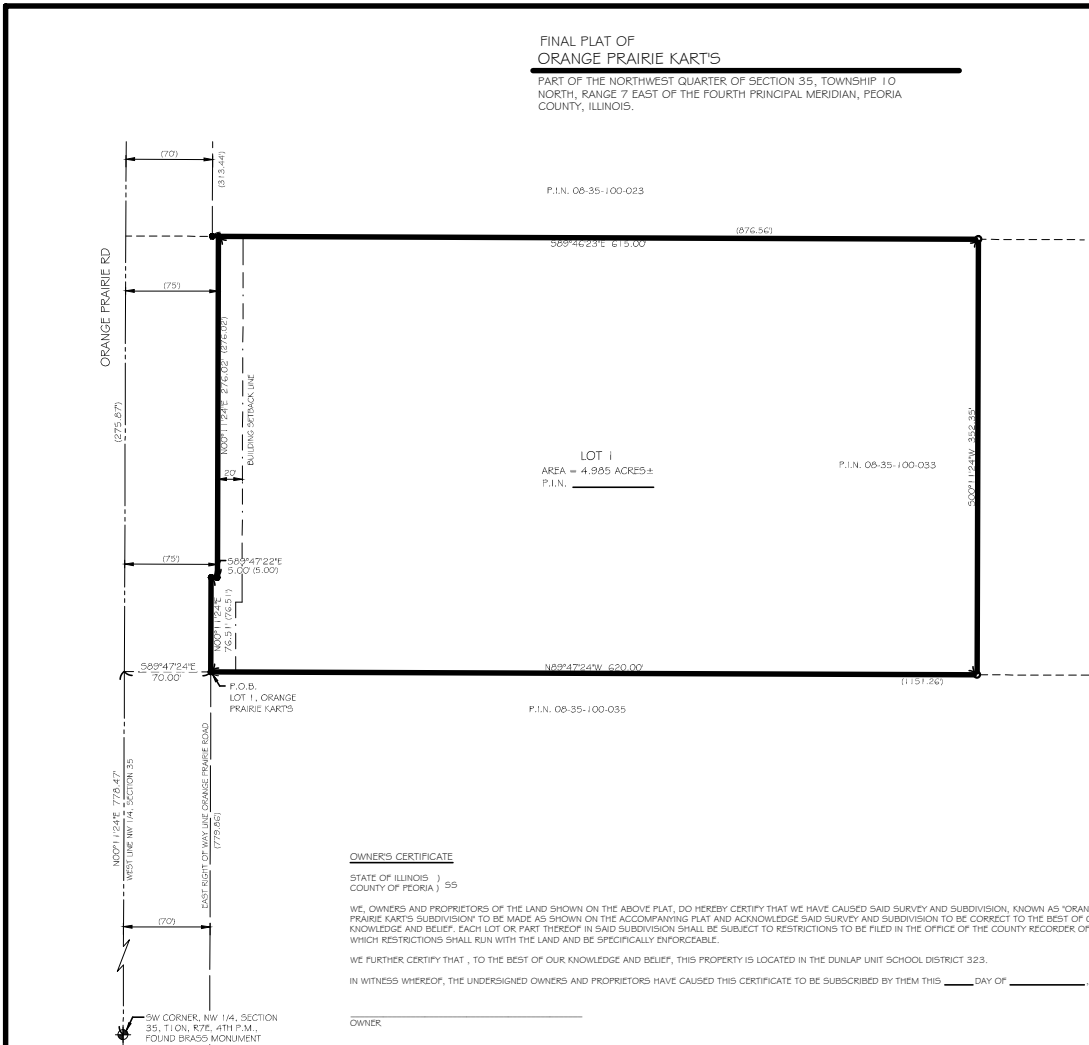 FINAL PLAT OF
ORANGE PRAIRIE KART'S
PART OF THE NORTHWEST QUARTER OF SECTION 35, TOWNSHIP 10
NORTH, RANGE 7 EAST OF THE FOURTH PRINCIPAL MERIDIAN, PEORIA
COUNTY, ILLINOIS.
(70')
(313.44')
P.I.N. 08-35-100-023
(876.56')
S89°46'23"E 615.00'
ORANGE PRAIRIE RD
(75')
(275.87')
N00°11'24"E 276.02' (276.02')
BUILDING SETBACK LINE
20'
LOT 1
AREA = 4.985 ACRES±
P.I.N.
P.I.N. 08-35-100-033
S00°11'24"W 352.35'
(75')
S89°47'22"E
5.00' (5.00')
N00°11'24"E
76.51' (76.51')
S89°47'24"E
70.00'
N89°47'24"W 620.00'
(1151.26')
P.O.B.
LOT 1, ORANGE
PRAIRIE KART'S
P.I.N. 08-35-100-035
N00°11'24"E 778.47'
WEST LINE NW 1/4, SECTION 35
EAST RIGHT OF WAY LINE ORANGE PRAIRIE ROAD
(779.86')
(70')
SW CORNER, NW 1/4, SECTION
35, T10N, R7E, 4TH P.M.,
FOUND BRASS MONUMENT
OWNER'S CERTIFICATE
STATE OF ILLINOIS )
COUNTY OF PEORIA ) SS
WE, OWNERS AND PROPRIETORS OF THE LAND SHOWN ON THE ABOVE PLAT, DO HEREBY CERTIFY THAT WE HAVE CAUSED SAID SURVEY AND SUBDIVISION, KNOWN AS "ORAN
PRAIRIE KART'S SUBDIVISION" TO BE MADE AS SHOWN ON THE ACCOMPANYING PLAT AND ACKNOWLEDGE SAID SURVEY AND SUBDIVISION TO BE CORRECT TO THE BEST OF
KNOWLEDGE AND BELIEF. EACH LOT OR PART THEREOF IN SAID SUBDIVISION SHALL BE SUBJECT TO RESTRICTIONS TO BE FILED IN THE OFFICE OF THE COUNTY RECORDER OF
WHICH RESTRICTIONS SHALL RUN WITH THE LAND AND BE SPECIFICALLY ENFORCEABLE.
WE FURTHER CERTIFY THAT , TO THE BEST OF OUR KNOWLEDGE AND BELIEF, THIS PROPERTY IS LOCATED IN THE DUNLAP UNIT SCHOOL DISTRICT 323.
IN WITNESS WHEREOF, THE UNDERSIGNED OWNERS AND PROPRIETORS HAVE CAUSED THIS CERTIFICATE TO BE SUBSCRIBED BY THEM THIS ____ DAY OF __________,
OWNER